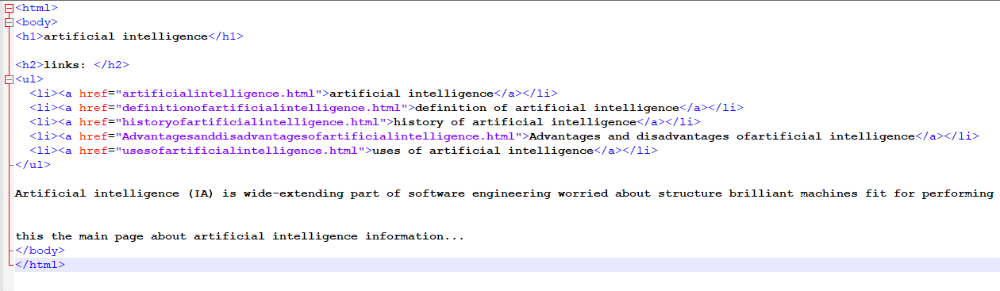 <html>
<body>
<h1>artificial intelligence</h1>
<h2>links: </h2>
<ul>
<li><a href="artificialintelligence.html">artificial intelligence</a></li>
<li><a href="definitionofartificialintelligence.html">definition of artificial intelligence</a></li>
<li><a href="historyofartificialintelligence.html">history of artificial intelligence</a></li>
<li><a href="Advantagesanddisadvantagesofartificialintelligence.html">Advantages and disadvantages ofartificial intelligence</a></li>
<li><a href="usesofartificialintelligence.html">uses of artificial intelligence</a></li>
</ul>
Artificial intelligence (IA) is wide-extending part of software engineering worried about structure brilliant machines fit for performing
this the main page about artificial intelligence information...
</body>
</html>